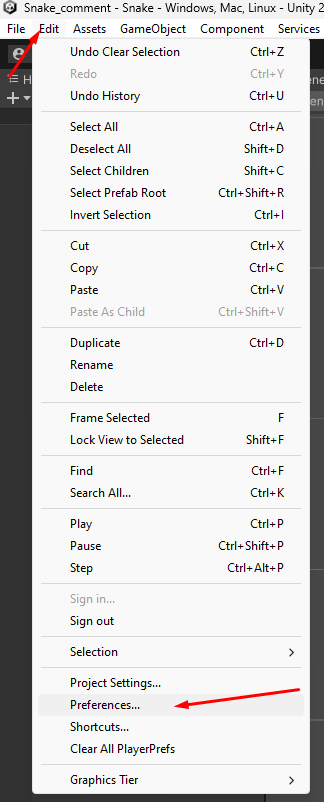 Snake_comment - Snake - Windows, Mac, Linux - Unity 2
File Edit Assets GameObject Component Services
Undo Clear Selection Ctrl+Z
Redo Ctrl+Y
Undo History Ctrl+U
Select All Ctrl+A
Deselect All Shift+D
Select Children Shift+C
Select Prefab Root Ctrl+Shift+R
Invert Selection Ctrl+I
Cut Ctrl+X
Copy Ctrl+C
Paste Ctrl+V
Paste As Child Ctrl+Shift+V
Duplicate Ctrl+D
Rename
Delete
Frame Selected F
Lock View to Selected Shift+F
Find Ctrl+F
Search All... Ctrl+K
Play Ctrl+P
Pause Ctrl+Shift+P
Step Ctrl+Alt+P
Sign in...
Sign out
Selection
Project Settings...
Preferences...
Shortcuts...
Clear All PlayerPrefs
Graphics Tier